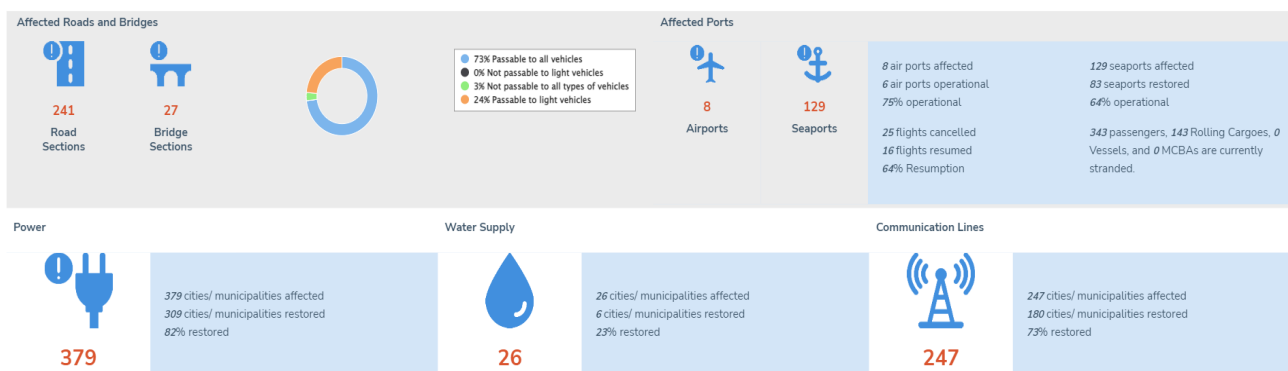 Affected Roads and Bridges
241
Road
Sections
27
Bridge
Sections
73% Passable to all vehicles
0% Not passable to light vehicles
3% Not passable to all types of vehicles
24% Passable to light vehicles
Affected Ports
8
Airports
129
Seaports
8 air ports affected
6 air ports operational
75% operational
25 flights cancelled
16 flights resumed
64% Resumption
129 seaports affected
83 seaports restored
64% operational
343 passengers, 143 Rolling Cargoes, 0
Vessels, and 0 MCBAs are currently
stranded.
Power
379
379 cities/ municipalities affected
309 cities/ municipalities restored
82% restored
Water Supply
26
26 cities/ municipalities affected
6 cities/ municipalities restored
23% restored
Communication Lines
247
247 cities/ municipalities affected
180 cities/ municipalities restored
73% restored